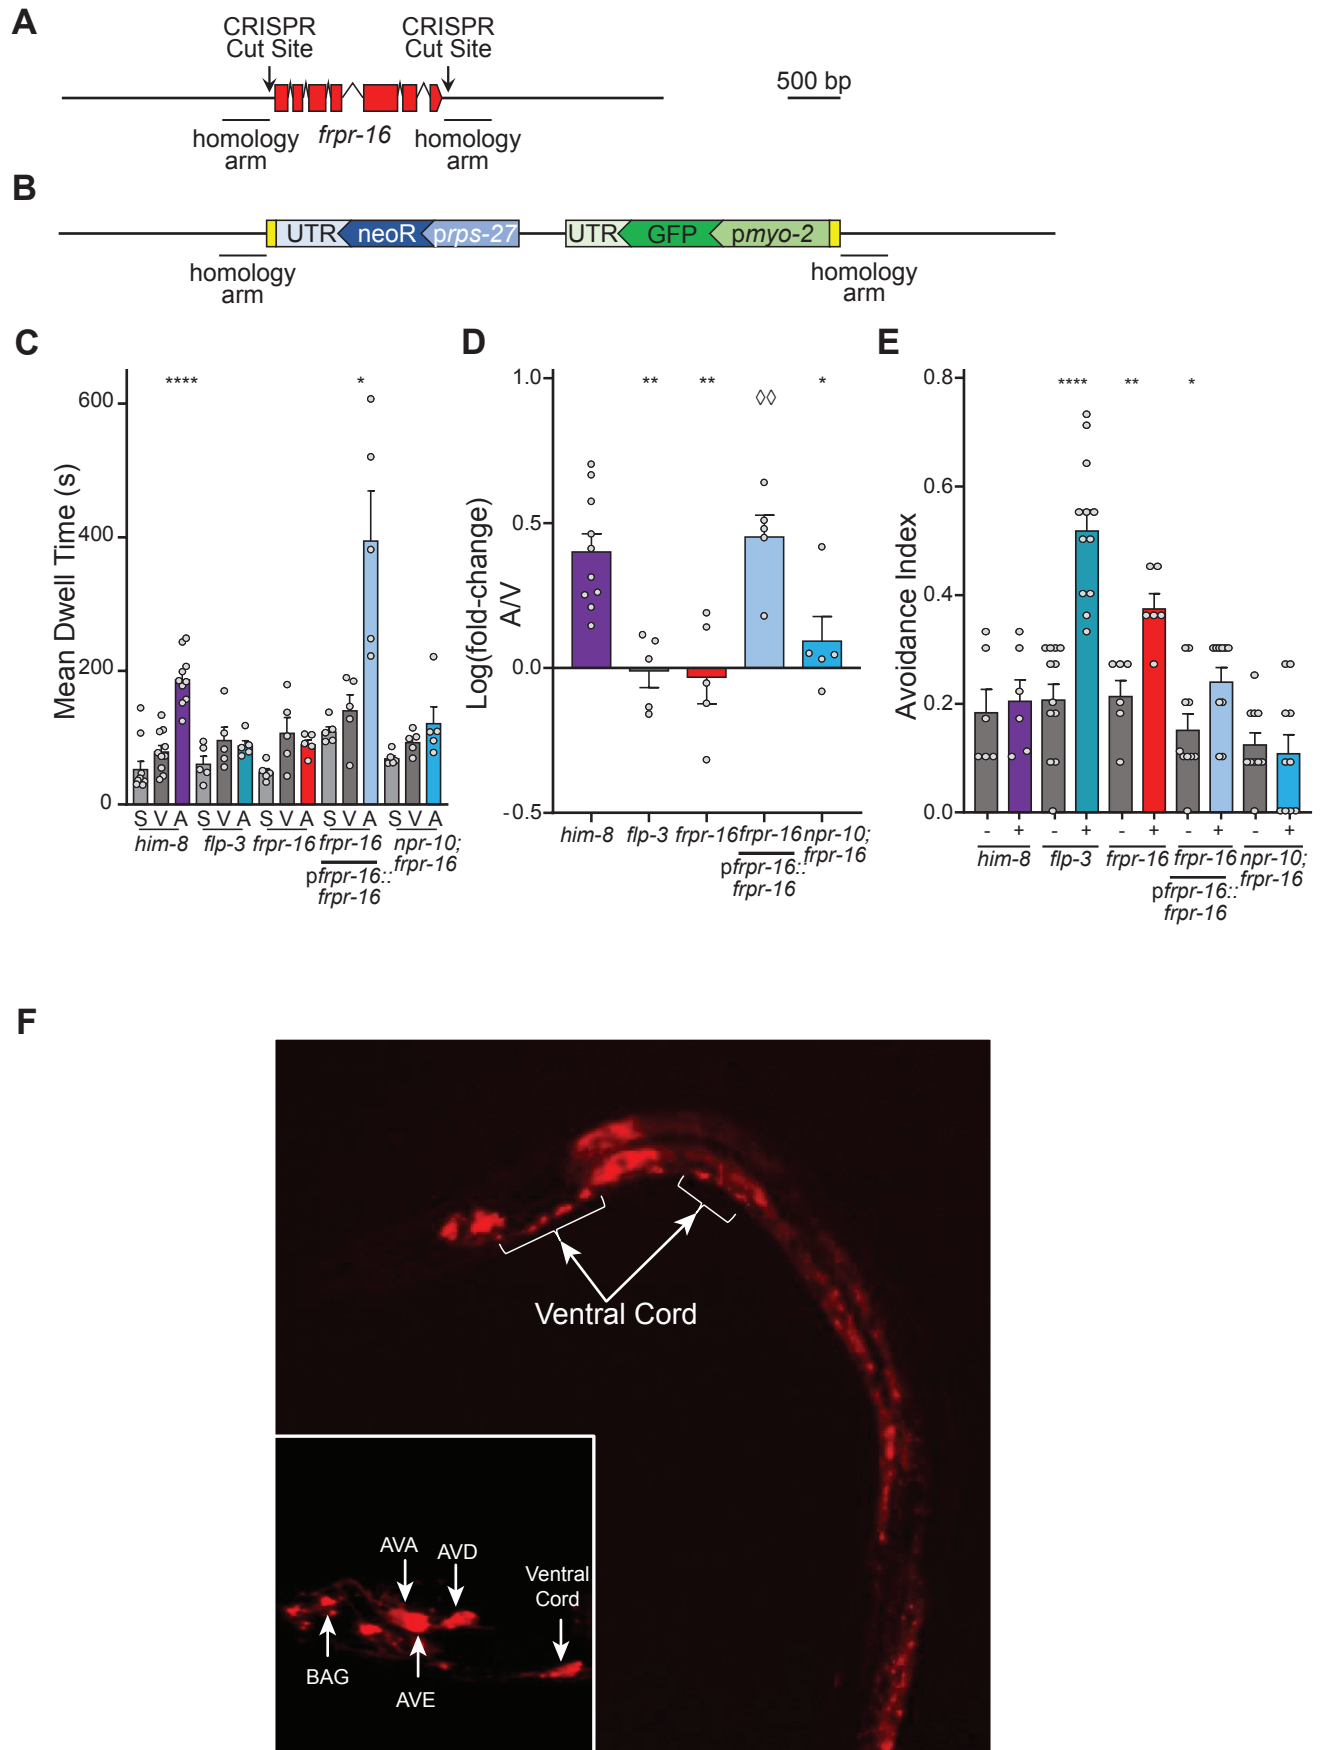 A
CRISPR
Cut Site
CRISPR
Cut Site
500 bp
homology
arm
frpr-16
homology
arm
B
UTR neoR prps-27 UTR GFP pmyo-2
homology
arm
homology
arm
C
Mean Dwell Time (s)
600
400
200
0
S V A S V A S V A S V A S V A
him-8 flp-3 frpr-16 frpr-16 npr-10;
frpr-16
pfrpr-16::
frpr-16
**** *
D
Log(fold-change)
A/V
1.0
0.5
0.0
-0.5
** ** ◊◊ *
him-8 flp-3 frpr-16 frpr-16 npr-10;
frpr-16
pfrpr-16::
frpr-16
E
Avoidance Index
0.8
0.6
0.4
0.2
0.0
**** ** *
- + - + - + - + - +
him-8 flp-3 frpr-16 frpr-16 npr-10;
frpr-16
pfrpr-16::
frpr-16
F
Ventral Cord
AVA
AVD
Ventral
Cord
BAG
AVE